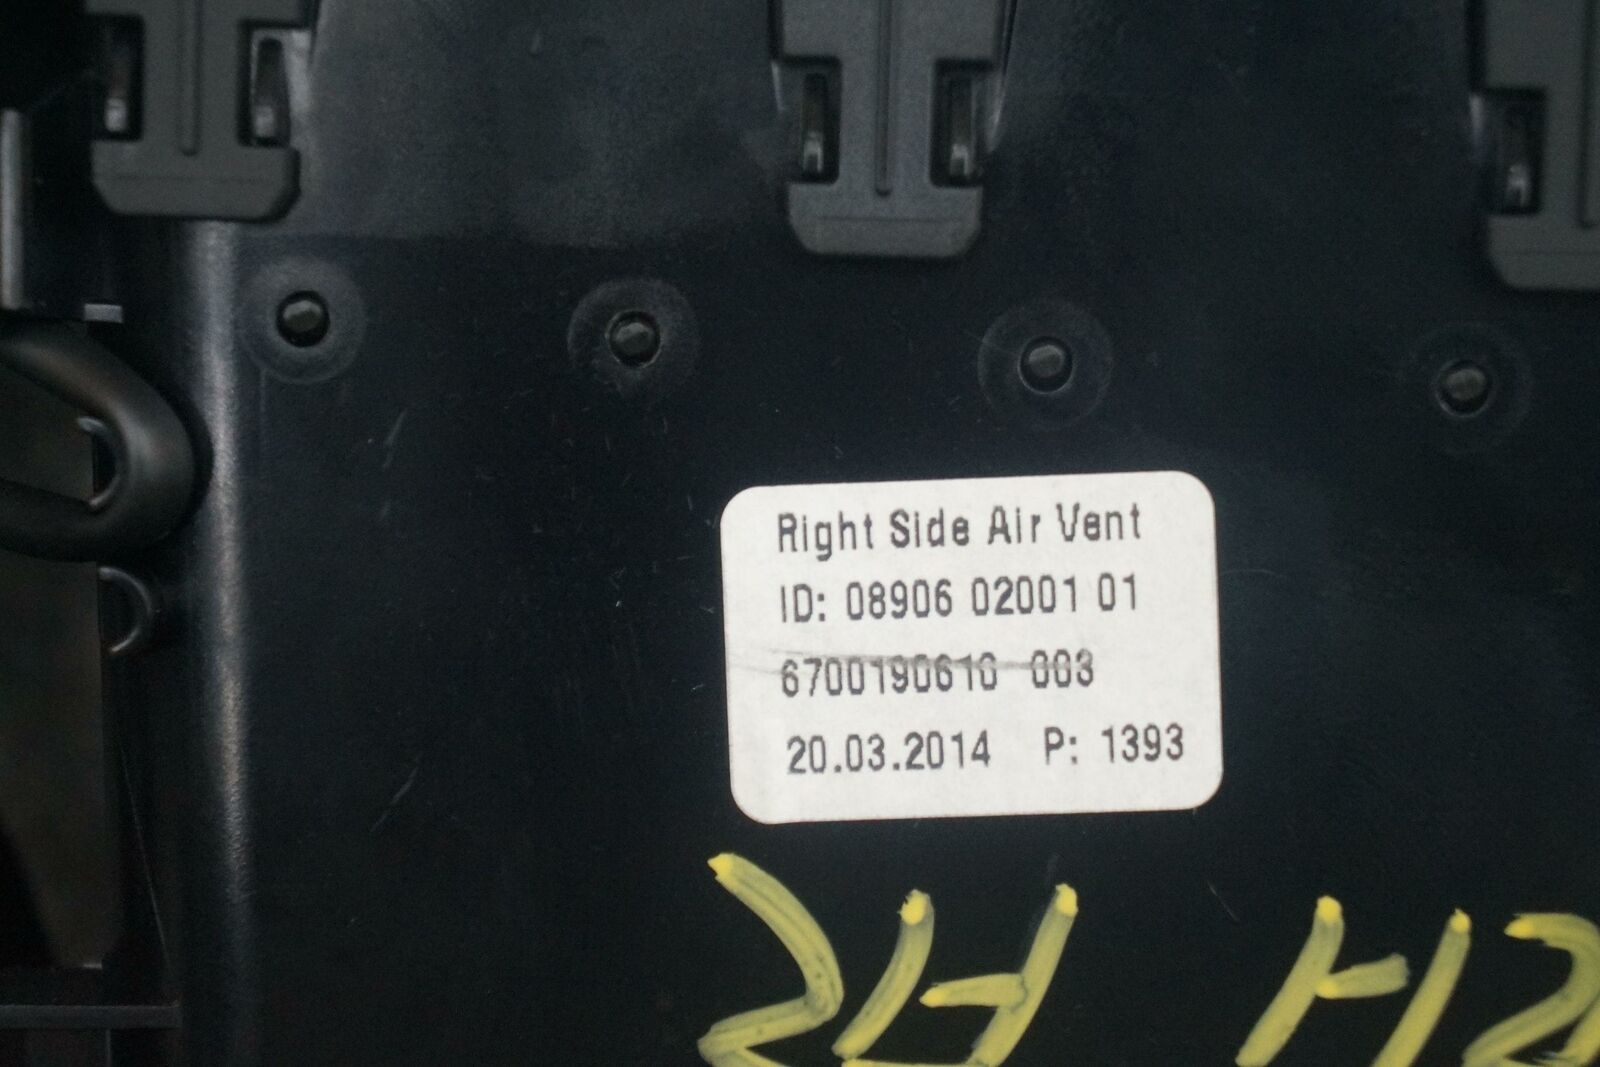 Right Side Air Vent
ID: 08906 02001 01
6700190610 003
20.03.2014 P: 1393